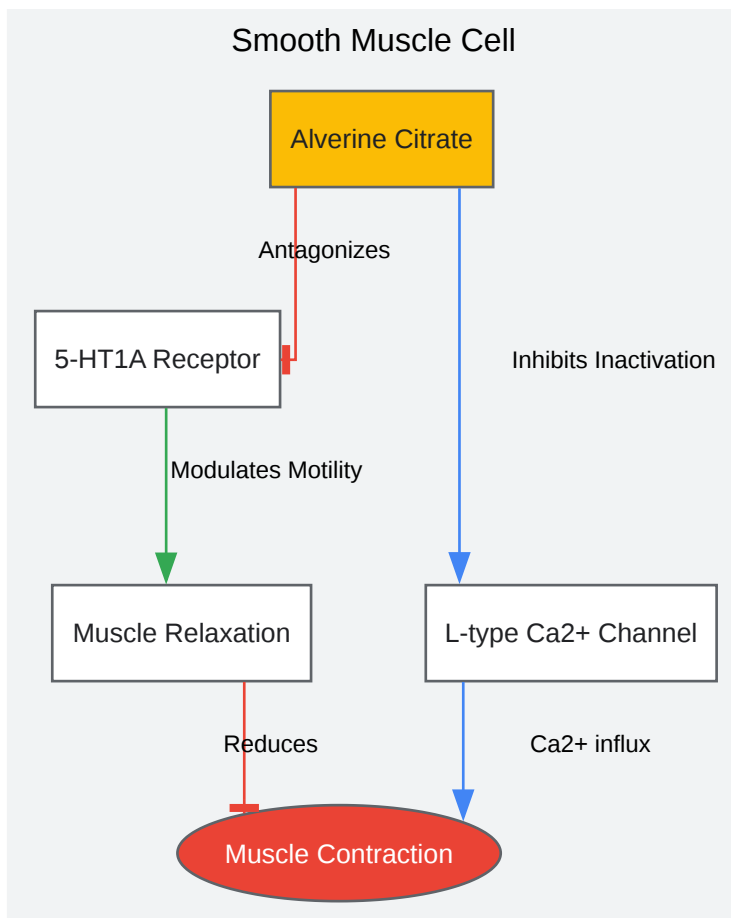 Smooth Muscle Cell
Alverine Citrate
Antagonizes
5-HT1A Receptor
Inhibits Inactivation
Modulates Motility
Muscle Relaxation
L-type Ca2+ Channel
Reduces
Ca2+ influx
Muscle Contraction